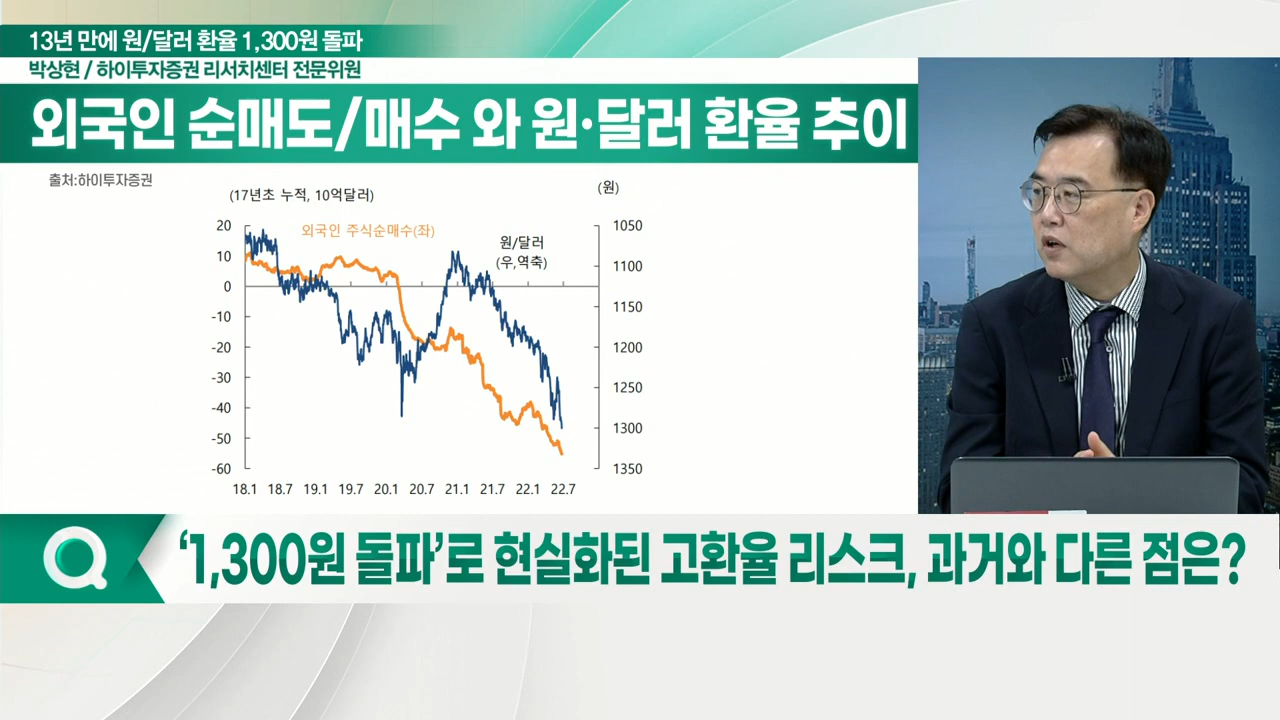 13년 만에 원/달러 환율 1,300원 돌파
박상현 / 하이투자증권 리서치센터 전문위원
외국인 순매도/매수 와 원·달러 환율 추이
출처:하이투자증권
(17년초 누적, 10억달러)
(원)
외국인 주식순매수(좌)
원/달러
(우,역축)
20
10
0
-10
-20
-30
-40
-50
-60
1050
1100
1150
1200
1250
1300
1350
18.1 18.7 19.1 19.7 20.1 20.7 21.1 21.7 22.1 22.7
Q '1,300원 돌파'로 현실화된 고환율 리스크, 과거와 다른 점은?